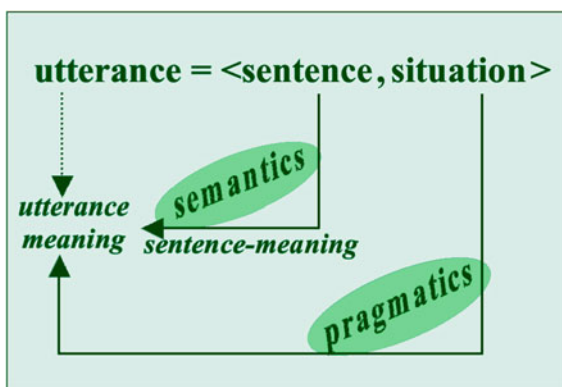 utterance = <sentence, situation>
semantics
utterance
meaning
sentence-meaning
pragmatics